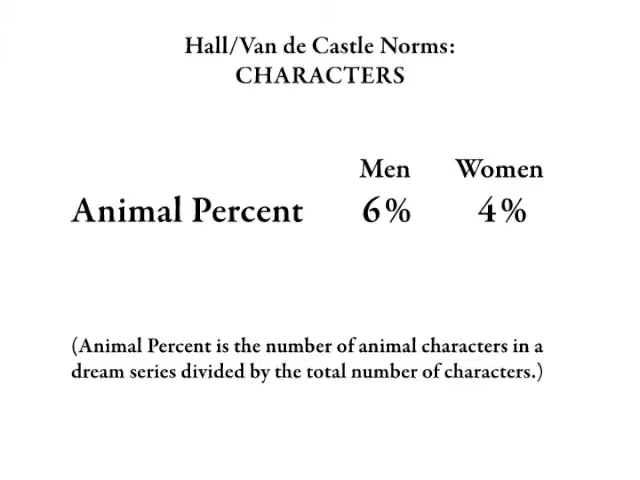 Hall/Van de Castle Norms:
CHARACTERS
Men Women
Animal Percent 6% 4%
(Animal Percent is the number of animal characters in a
dream series divided by the total number of characters.)